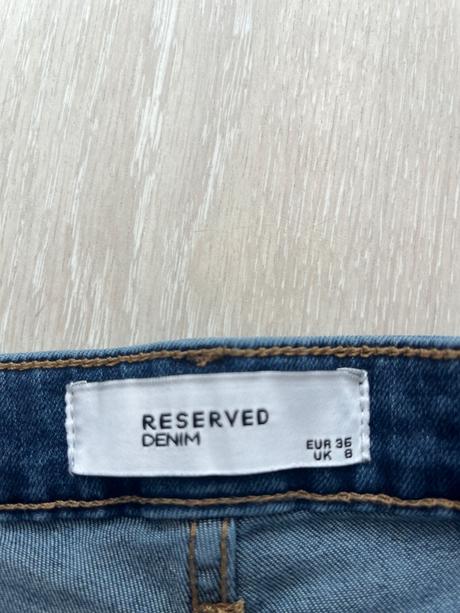 RESERVED
DENIM
EUR 36
UK 8